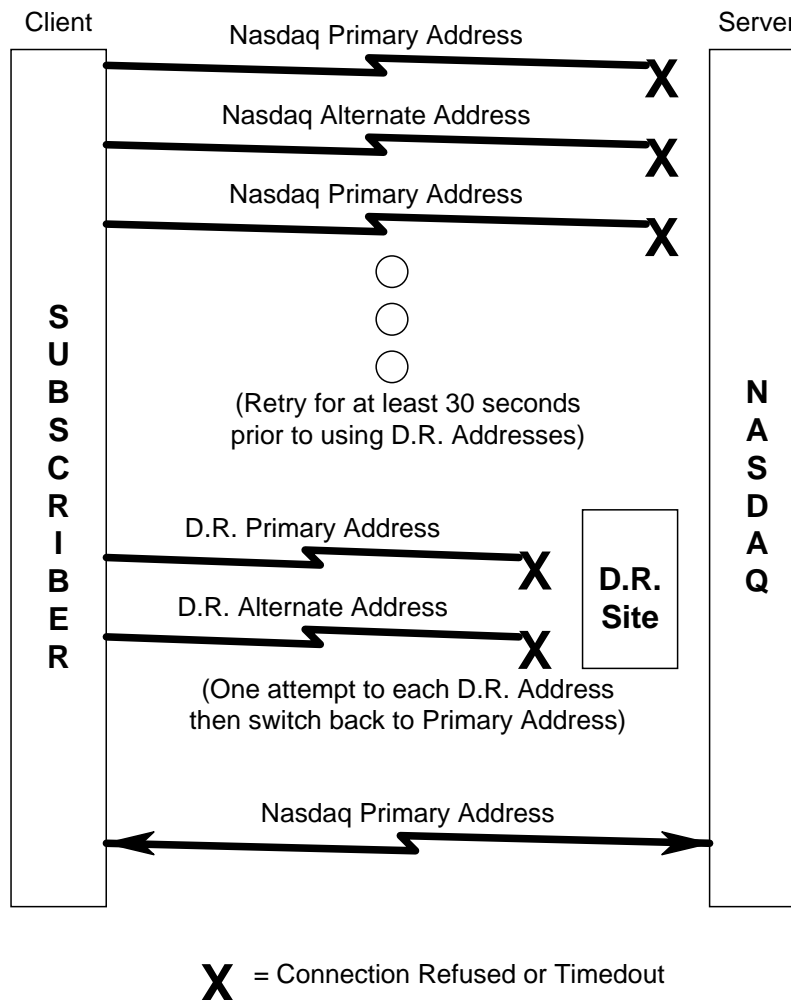 Client
Server
Nasdaq Primary Address
X
Nasdaq Alternate Address
X
Nasdaq Primary Address
X
SUBSCRIBER
NASDAQ
(Retry for at least 30 seconds
prior to using D.R. Addresses)
D.R. Primary Address
X
D.R. Alternate Address
X
D.R.
Site
(One attempt to each D.R. Address
then switch back to Primary Address)
Nasdaq Primary Address
X = Connection Refused or Timedout